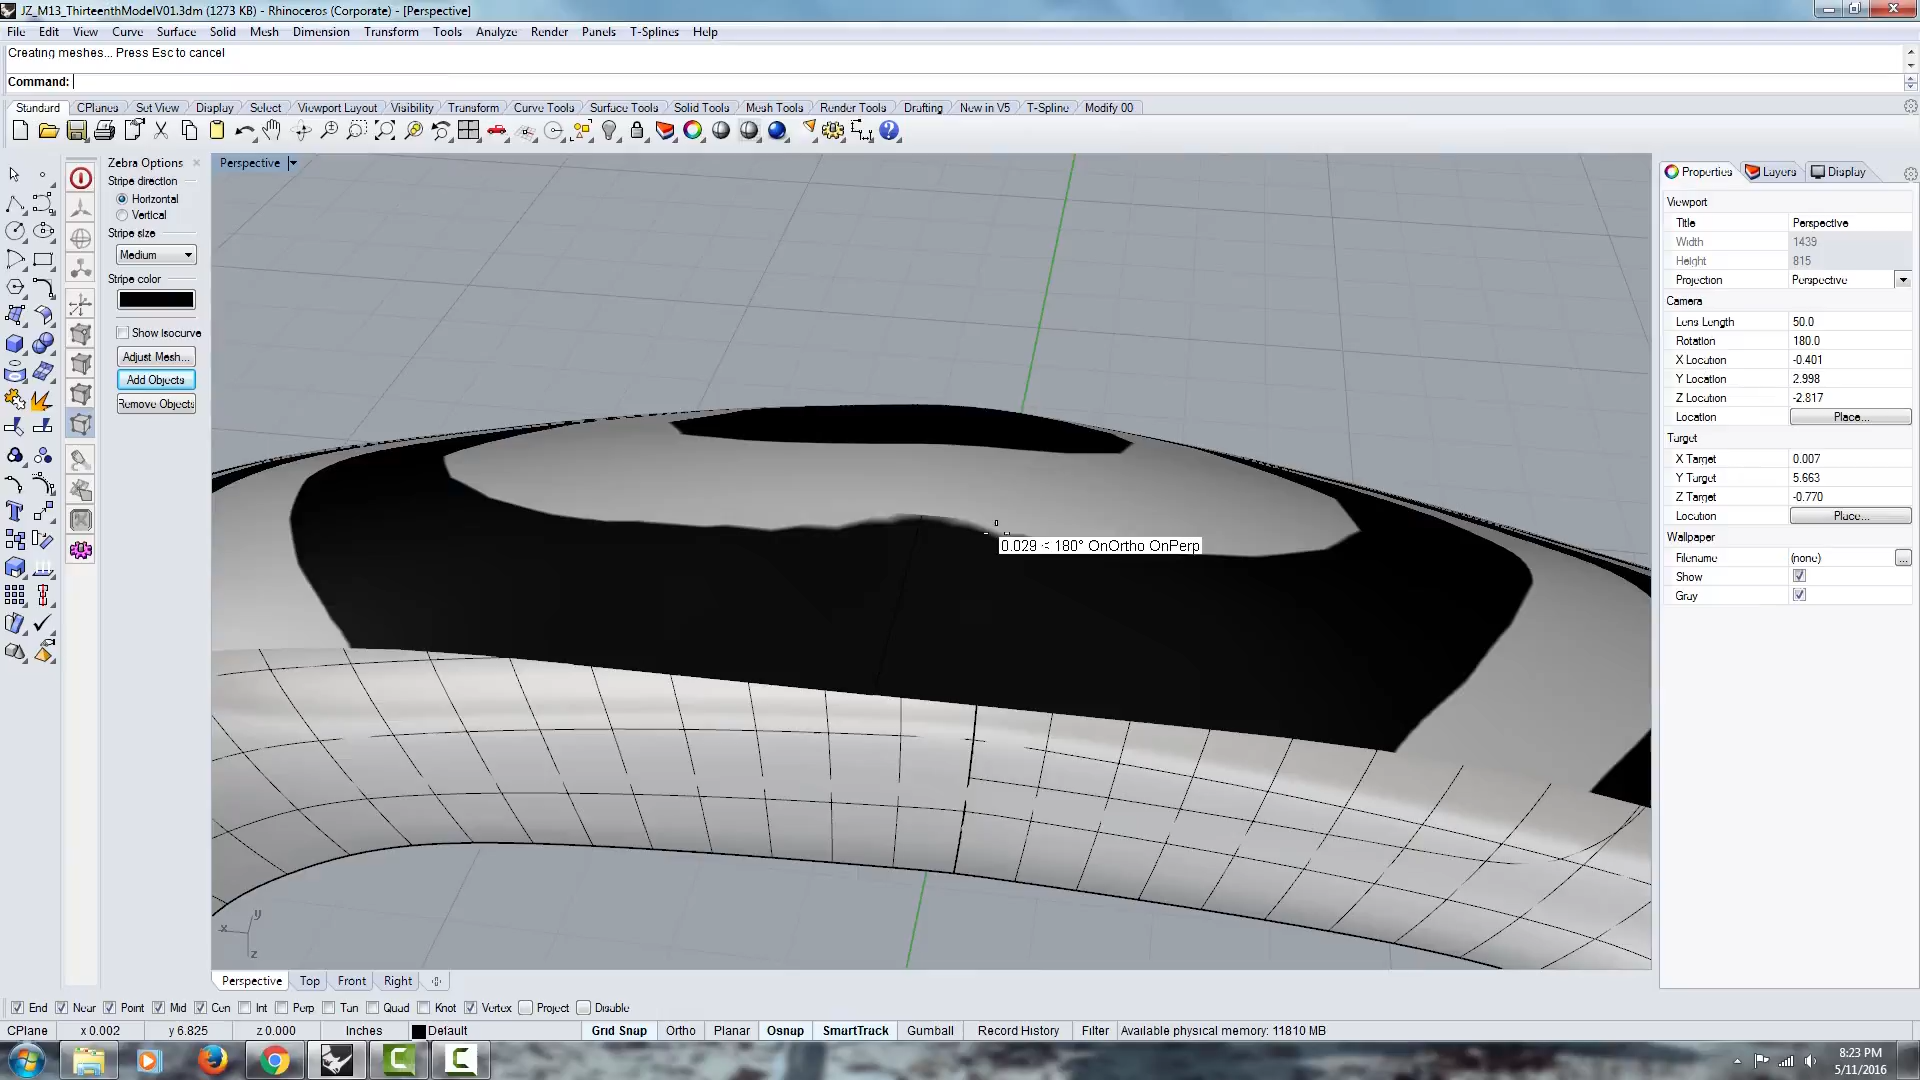 JZ_M13_ThirteenthModelV01.3dm (1273 KB) - Rhinoceros (Corporate) - [Perspective]
File Edit View Curve Surface Solid Mesh Dimension Transform Tools Analyze Render Panels T-Splines Help
Creating meshes... Press Esc to cancel
Command:
Standard CPlanes Set View Display Select Viewport Layout Visibility Transform Curve Tools Surface Tools Solid Tools Mesh Tools Render Tools Drafting New in V5 T-Spline Modify 00
Zebra Options
Stripe direction
Horizontal
Vertical
Stripe size
Medium
Stripe color
Show Isocurve
Adjust Mesh...
Add Objects
Remove Objects
Perspective
0.029 < 180° OnOrtho OnPerp
y
x
z
Properties Layers Display
Viewport
Title Perspective
Width 1439
Height 815
Projection Perspective
Camera
Lens Length 50.0
Rotation 180.0
X Location -0.401
Y Location 2.998
Z Location -2.817
Location Place...
Target
X Target 0.007
Y Target 5.663
Z Target -0.770
Location Place...
Wallpaper
Filename (none) ...
Show
Gray
Perspective Top Front Right
End Near Point Mid Cen Int Perp Tan Quad Knot Vertex Project Disable
CPlane x 0.002 y 6.825 z 0.000 Inches Default Grid Snap Ortho Planar Osnap SmartTrack Gumball Record History Filter Available physical memory: 11810 MB
8:23 PM
5/11/2016